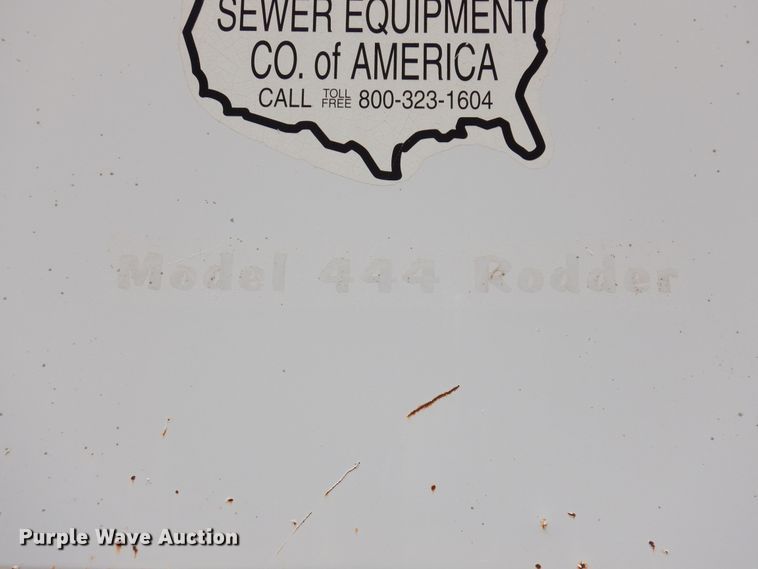 SEWER EQUIPMENT
CO. of AMERICA
CALL TOLL FREE 800-323-1604
Model 444 Rodder
Purple Wave Auction